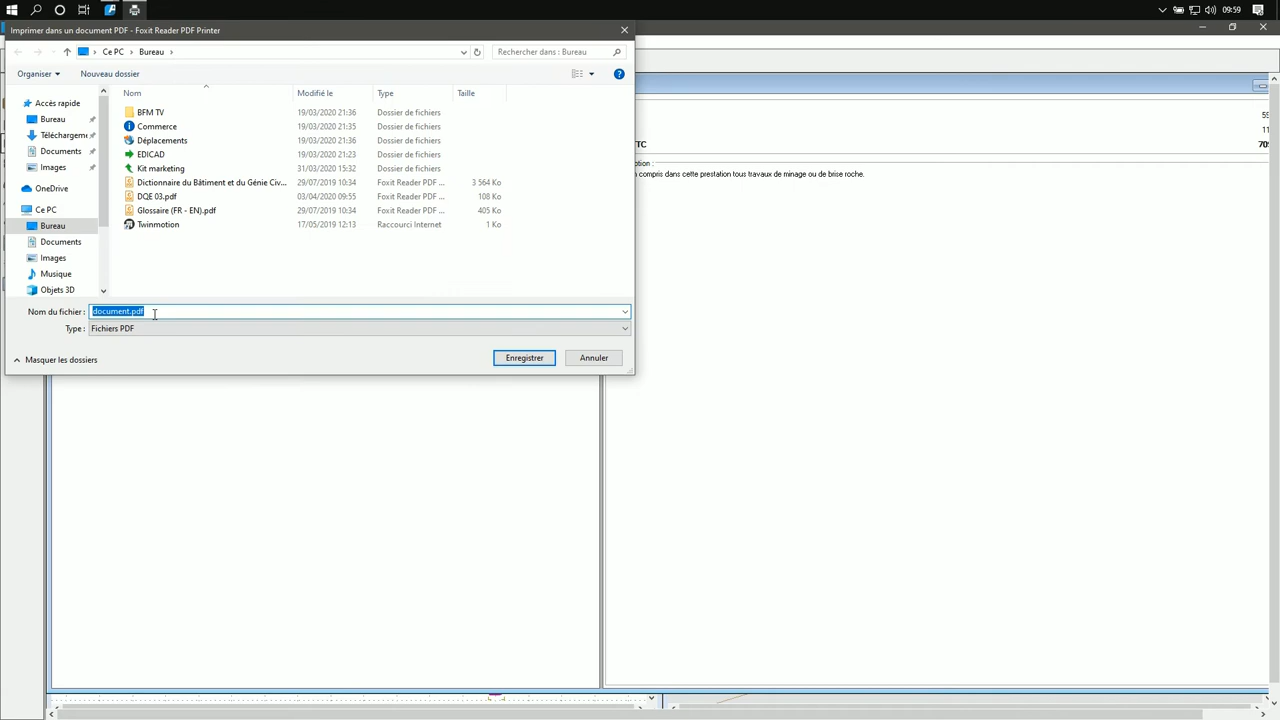 09:59
Imprimer dans un document PDF - Foxit Reader PDF Printer
Ce PC › Bureau ›
Rechercher dans : Bureau
Organiser
Nouveau dossier
Nom Modifié le Type Taille
Accès rapide
Bureau
Téléchargeme
Documents
Images
OneDrive
Ce PC
Bureau
Documents
Images
Musique
Objets 3D
BFM TV 19/03/2020 21:36 Dossier de fichiers
Commerce 19/03/2020 21:35 Dossier de fichiers
Déplacements 19/03/2020 21:36 Dossier de fichiers
EDICAD 19/03/2020 21:23 Dossier de fichiers
Kit marketing 31/03/2020 15:32 Dossier de fichiers
Dictionnaire du Bâtiment et du Génie Civ... 29/07/2019 10:34 Foxit Reader PDF ... 3 564 Ko
DQE 03.pdf 03/04/2020 09:55 Foxit Reader PDF ... 108 Ko
Glossaire (FR - EN).pdf 29/07/2019 10:34 Foxit Reader PDF ... 405 Ko
Twinmotion 17/05/2019 12:13 Raccourci Internet 1 Ko
Nom du fichier : document.pdf
Type : Fichiers PDF
Masquer les dossiers
Enregistrer
Annuler
TC
ption :
compris dans cette prestation tous travaux de minage ou de brise roche.